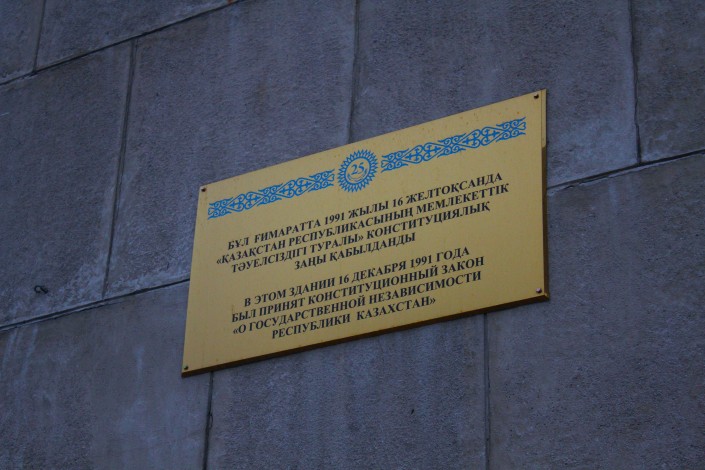 25
БҰЛ ҒИМАРАТТА 1991 ЖЫЛЫ 16 ЖЕЛТОҚСАНДА
«ҚАЗАҚСТАН РЕСПУБЛИКАСЫНЫҢ МЕМЛЕКЕТТІК
ТӘУЕЛСІЗДІГІ ТУРАЛЫ» КОНСТИТУЦИЯЛЫҚ
ЗАҢЫ ҚАБЫЛДАНДЫ
В ЭТОМ ЗДАНИИ 16 ДЕКАБРЯ 1991 ГОДА
БЫЛ ПРИНЯТ КОНСТИТУЦИОННЫЙ ЗАКОН
«О ГОСУДАРСТВЕННОЙ НЕЗАВИСИМОСТИ
РЕСПУБЛИКИ КАЗАХСТАН»